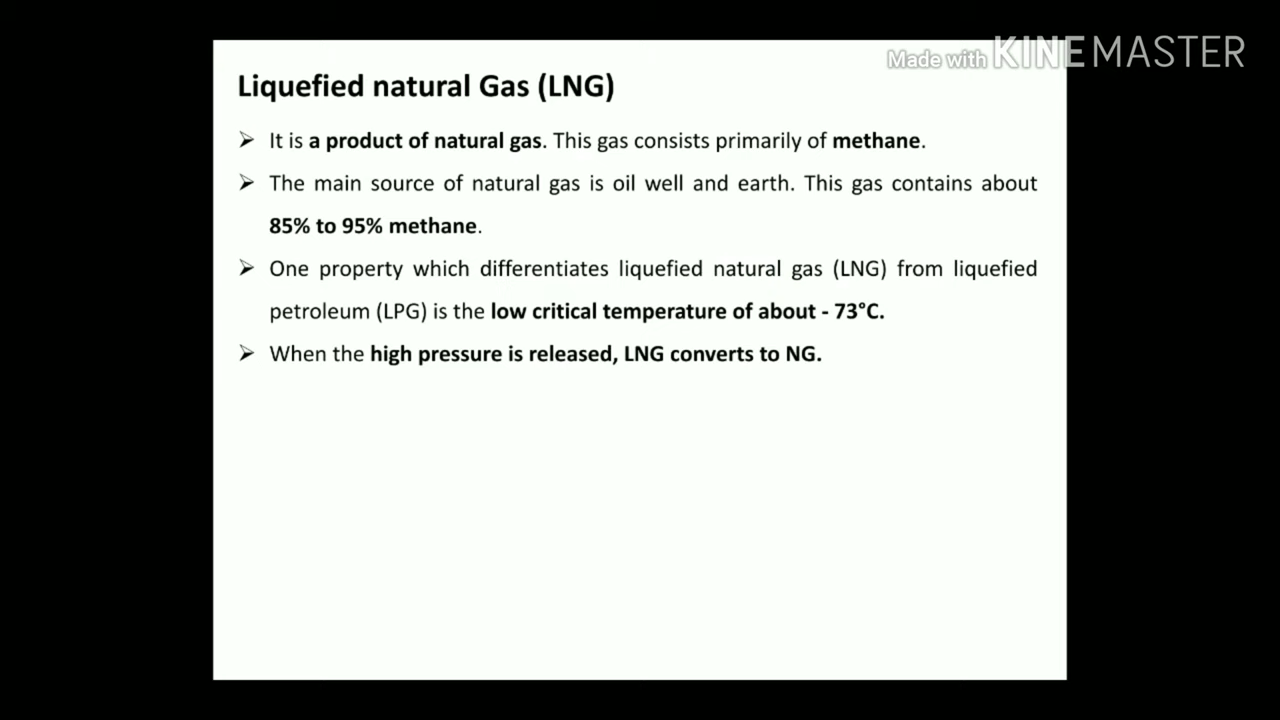 Made with KINEMASTER
Liquefied natural Gas (LNG)
➢ It is a product of natural gas. This gas consists primarily of methane.
➢ The main source of natural gas is oil well and earth. This gas contains about
85% to 95% methane.
➢ One property which differentiates liquefied natural gas (LNG) from liquefied
petroleum (LPG) is the low critical temperature of about - 73°C.
➢ When the high pressure is released, LNG converts to NG.